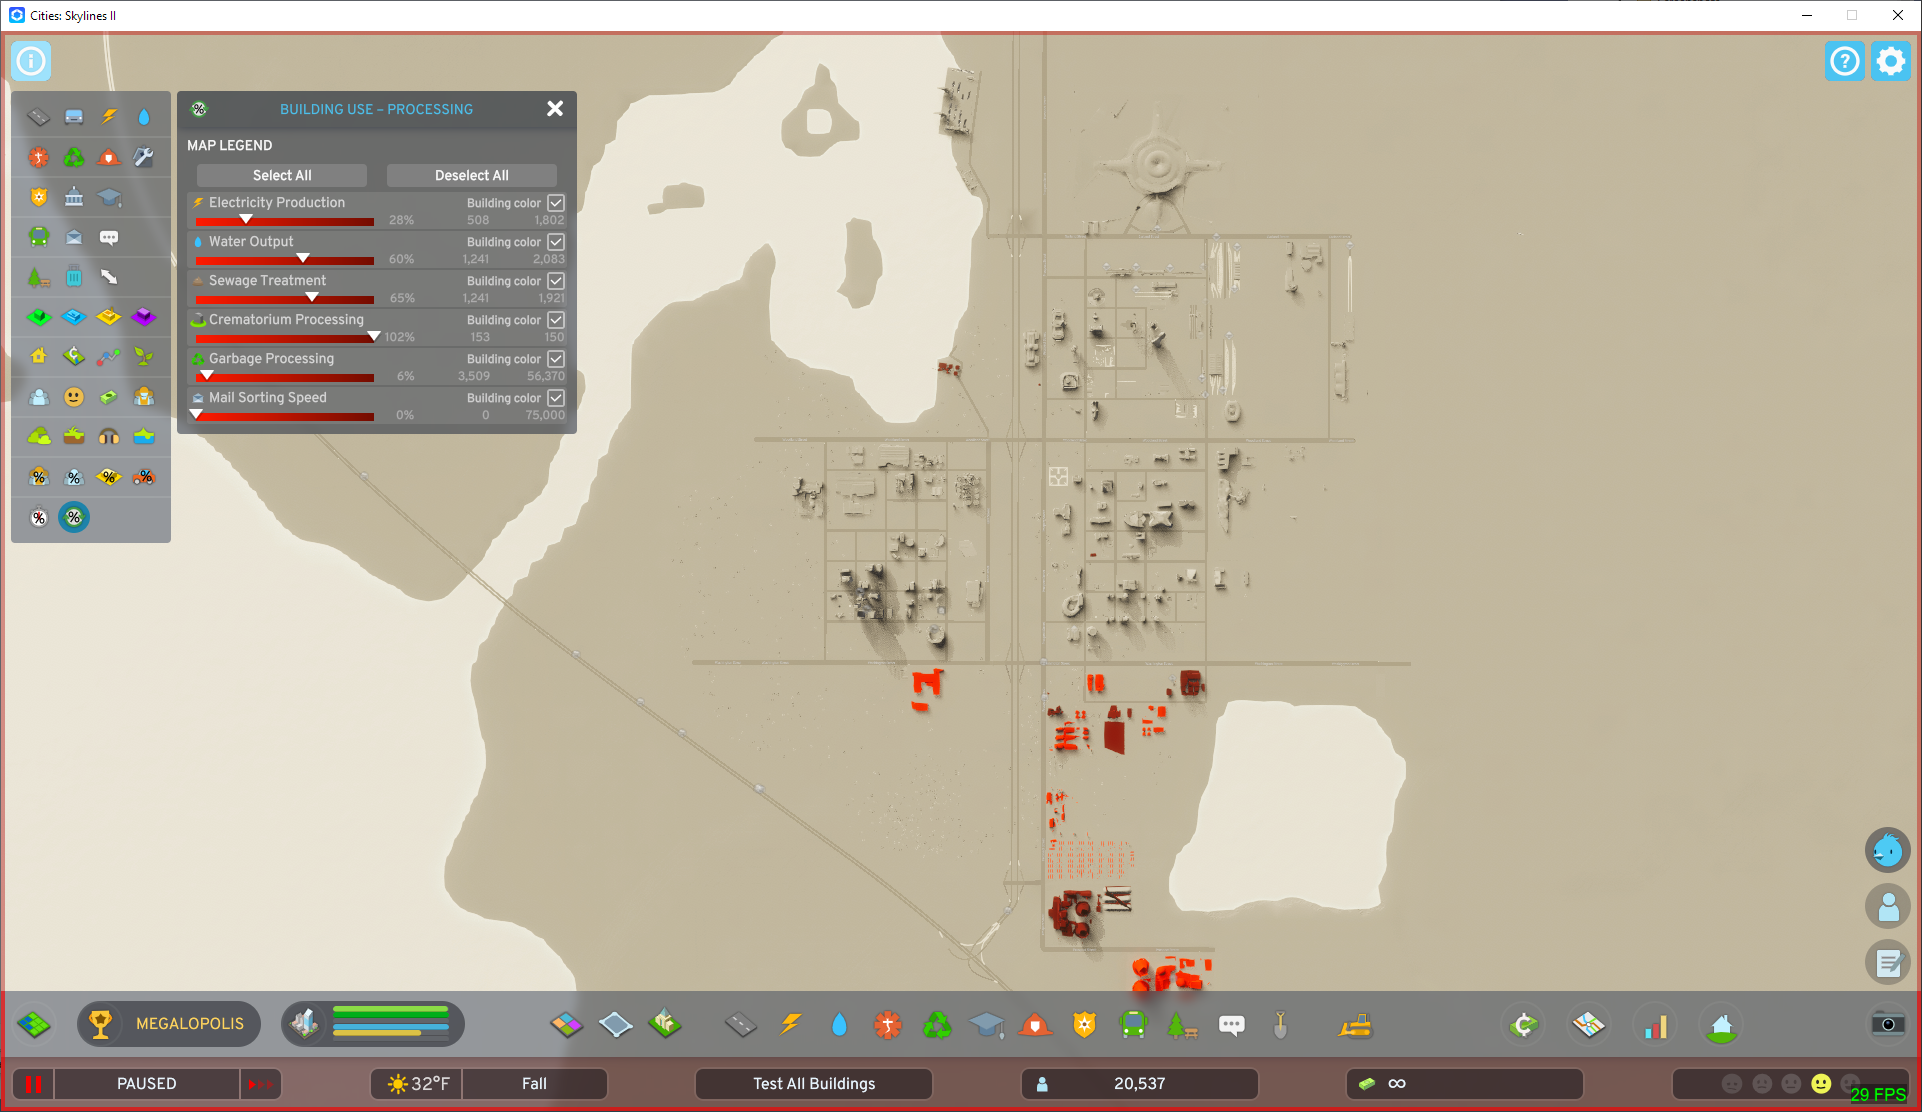 Cities: Skylines II
BUILDING USE – PROCESSING
MAP LEGEND
Select All
Deselect All
Electricity Production
Building color
28%
508
1,802
Water Output
Building color
60%
1,241
2,083
Sewage Treatment
Building color
65%
1,241
1,921
Crematorium Processing
Building color
102%
153
150
Garbage Processing
Building color
6%
3,509
56,370
Mail Sorting Speed
Building color
0%
0
75,000
MEGALOPOLIS
PAUSED
32°F
Fall
Test All Buildings
20,537
∞
29 FPS